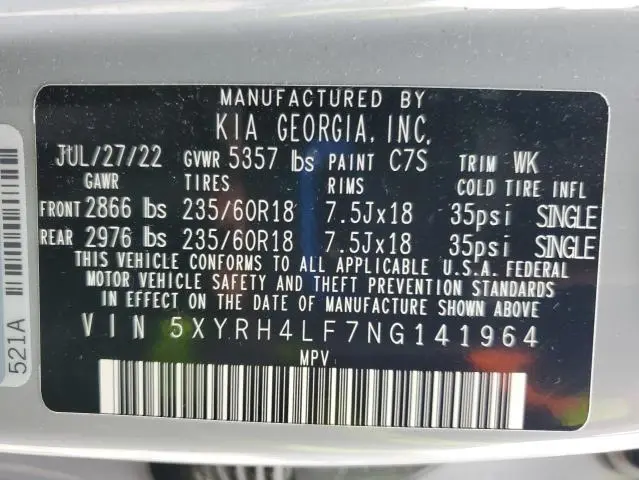 MANUFACTURED BY
KIA GEORGIA, INC.
JUL/27/22 GVWR 5357 lbs PAINT C7S TRIM WK
GAWR TIRES RIMS COLD TIRE INFL
FRONT 2866 lbs 235/60R18 7.5Jx18 35psi SINGLE
REAR 2976 lbs 235/60R18 7.5Jx18 35psi SINGLE
THIS VEHICLE CONFORMS TO ALL APPLICABLE U.S.A. FEDERAL
MOTOR VEHICLE SAFETY AND THEFT PREVENTION STANDARDS
IN EFFECT ON THE DATE OF MANUFACTURE SHOWN ABOVE
VIN 5XYRH4LF7NG141964
MPV
521A